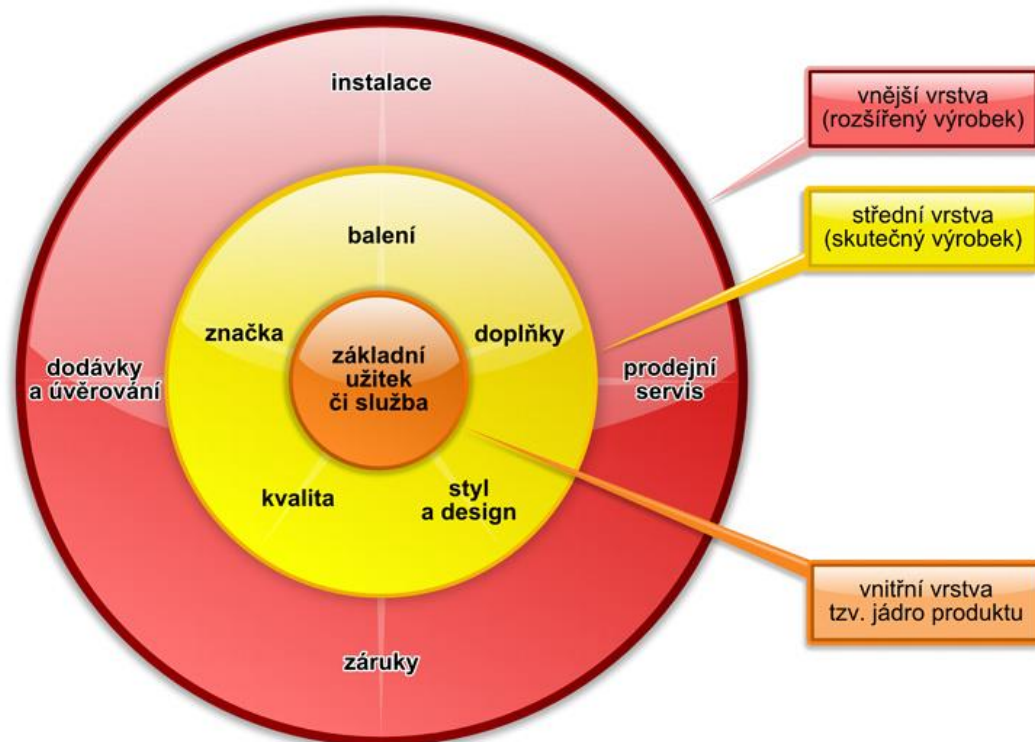 instalace
vnější vrstva
(rozšířený výrobek)
balení
střední vrstva
(skutečný výrobek)
značka
doplňky
základní
užitek
či služba
dodávky
a úvěrování
prodejní
servis
kvalita
styl
a design
vnitřní vrstva
tzv. jádro produktu
záruky